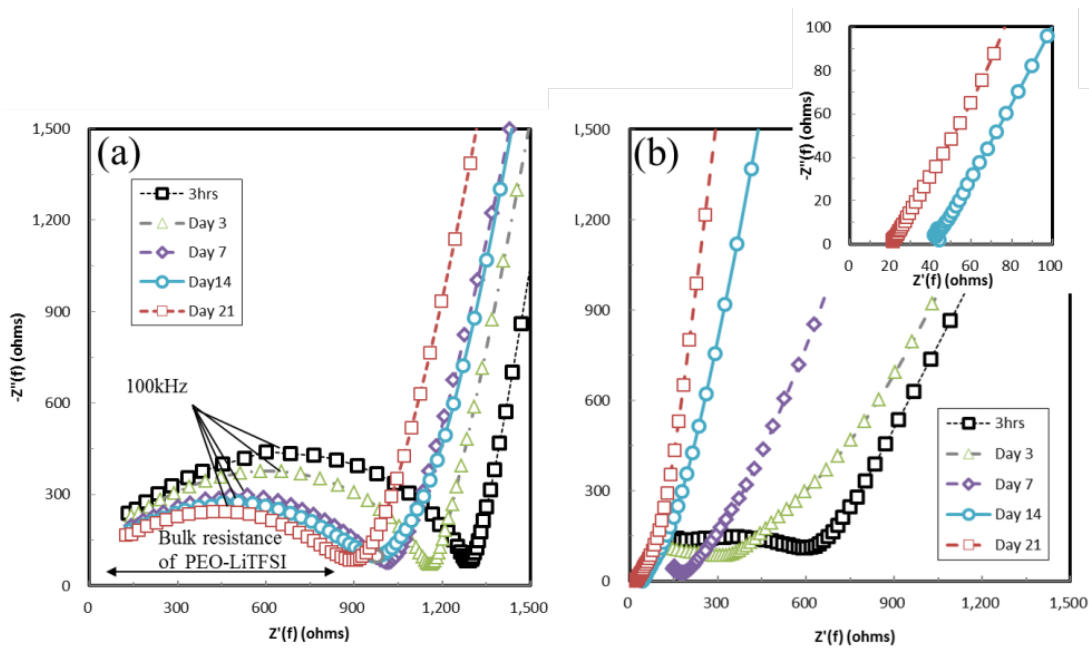 (a)
-Z''(f) (ohms)
1,500
1,200
900
600
300
0
3hrs
Day 3
Day 7
Day14
Day 21
100kHz
Bulk resistance
of PEO-LiTFSI
0 300 600 900 1,200 1,500
Z'(f) (ohms)
(b)
-Z''(f) (ohms)
1,500
1,200
900
600
300
0
3hrs
Day 3
Day 7
Day 14
Day 21
0 300 600 900 1,200 1,500
Z'(f) (ohms)
-Z''(f) (ohms)
100
80
60
40
20
0
0 20 40 60 80 100
Z'(f) (ohms)